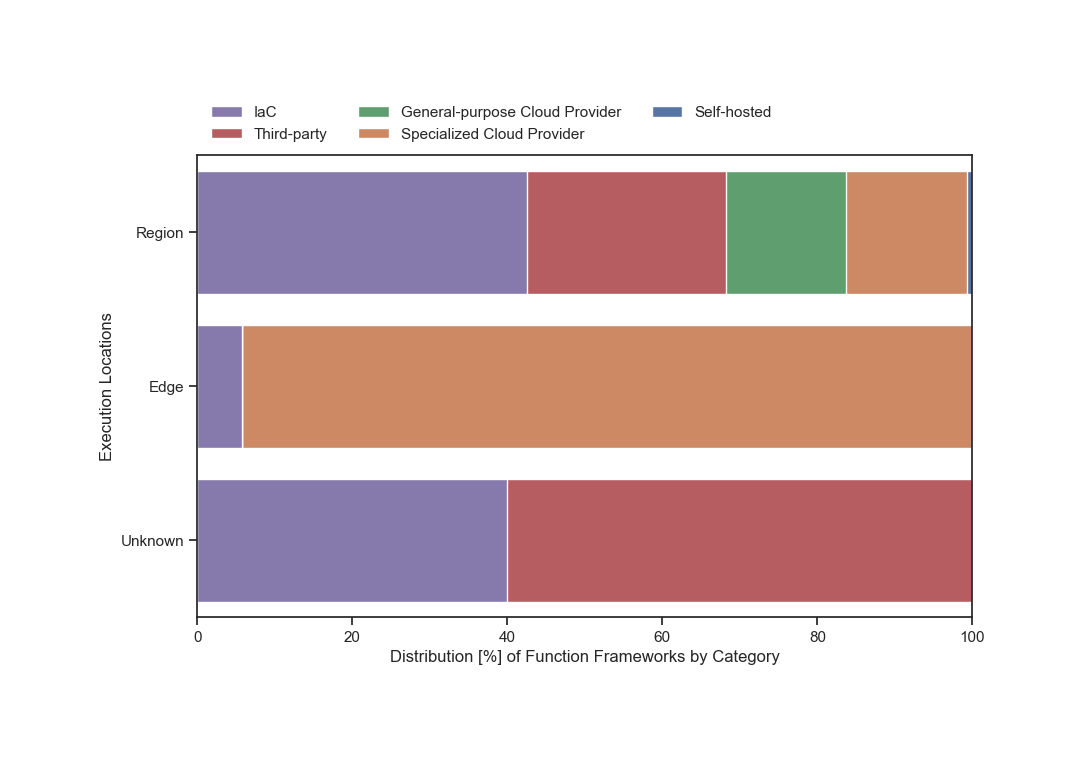 IaC
Third-party
General-purpose Cloud Provider
Specialized Cloud Provider
Self-hosted
Execution Locations
Region
Edge
Unknown
0 20 40 60 80 100
Distribution [%] of Function Frameworks by Category